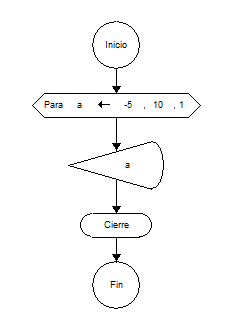 Inicio
Para a ← -5 , 10 , 1
a
Cierre
Fin